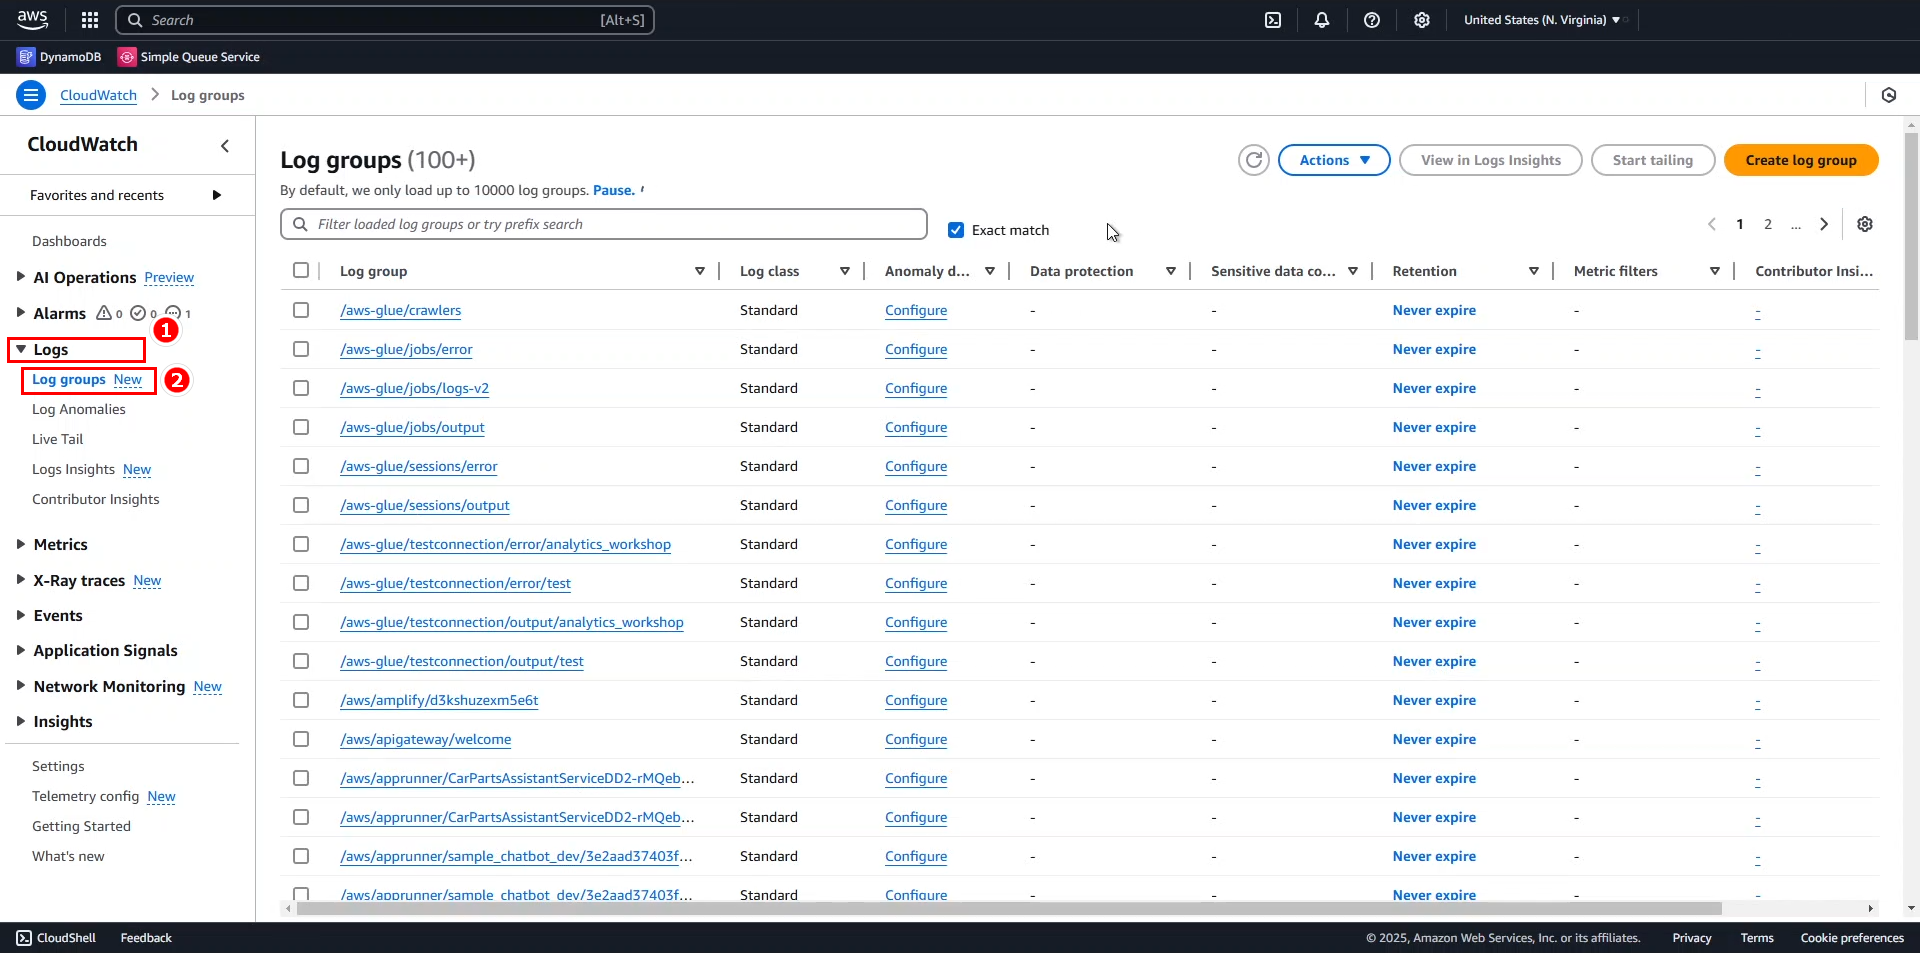 aws
Search [Alt+S]
United States (N. Virginia)
DynamoDB Simple Queue Service
CloudWatch Log groups
CloudWatch
Favorites and recents
Dashboards
AI Operations Preview
Alarms 0 0 1
1
Logs
Log groups New 2
Log Anomalies
Live Tail
Logs Insights New
Contributor Insights
Metrics
X-Ray traces New
Events
Application Signals
Network Monitoring New
Insights
Settings
Telemetry config New
Getting Started
What's new
Log groups (100+)
Actions View in Logs Insights Start tailing Create log group
By default, we only load up to 10000 log groups. Pause.
Filter loaded log groups or try prefix search Exact match
1 2 ...
Log group Log class Anomaly d... Data protection Sensitive data co... Retention Metric filters Contributor Insi...
/aws-glue/crawlers Standard Configure - - Never expire - -
/aws-glue/jobs/error Standard Configure - - Never expire - -
/aws-glue/jobs/logs-v2 Standard Configure - - Never expire - -
/aws-glue/jobs/output Standard Configure - - Never expire - -
/aws-glue/sessions/error Standard Configure - - Never expire - -
/aws-glue/sessions/output Standard Configure - - Never expire - -
/aws-glue/testconnection/error/analytics_workshop Standard Configure - - Never expire - -
/aws-glue/testconnection/error/test Standard Configure - - Never expire - -
/aws-glue/testconnection/output/analytics_workshop Standard Configure - - Never expire - -
/aws-glue/testconnection/output/test Standard Configure - - Never expire - -
/aws/amplify/d3kshuzexm5e6t Standard Configure - - Never expire - -
/aws/apigateway/welcome Standard Configure - - Never expire - -
/aws/apprunner/CarPartsAssistantServiceDD2-rMQeb... Standard Configure - - Never expire - -
/aws/apprunner/CarPartsAssistantServiceDD2-rMQeb... Standard Configure - - Never expire - -
/aws/apprunner/sample_chatbot_dev/3e2aad37403f... Standard Configure - - Never expire - -
/aws/apprunner/sample_chatbot_dev/3e2aad37403f... Standard Configure - - Never expire - -
CloudShell Feedback © 2025, Amazon Web Services, Inc. or its affiliates. Privacy Terms Cookie preferences